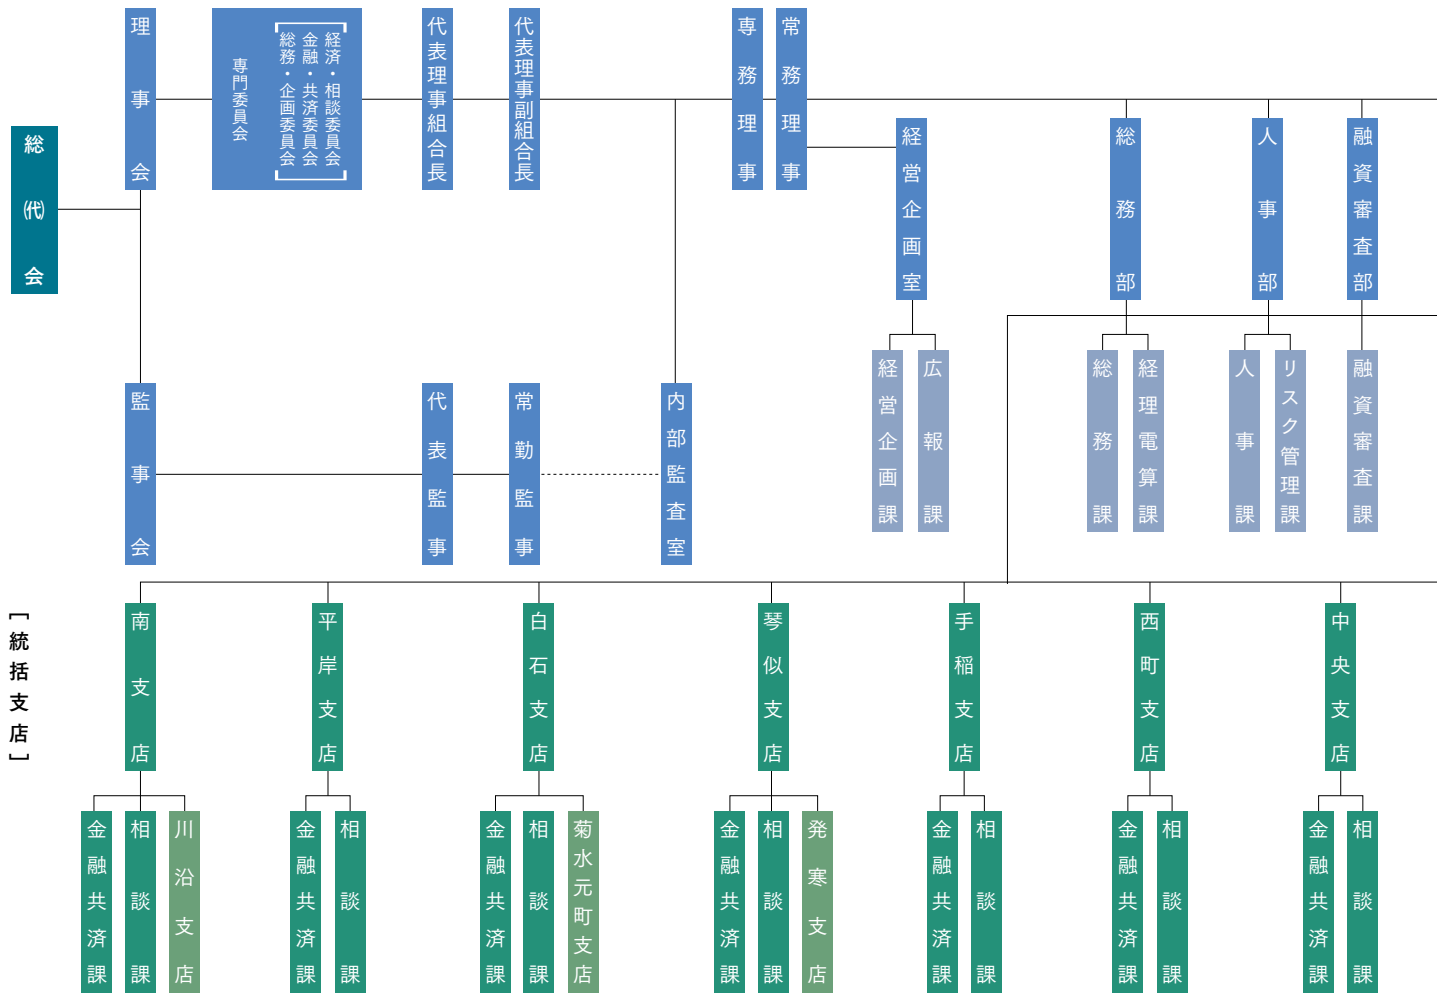 総(代)会
理事会
専門委員会
総務・企画委員会
金融・共済委員会
経済・相談委員会
代表理事組合長
代表理事副組合長
専務理事
常務理事
経営企画室
総務部
人事部
融資審査部
経営企画課
広報課
総務課
経理電算課
人事課
リスク管理課
融資審査課
監事会
代表監事
常勤監事
内部監査室
[統括支店]
南支店
平岸支店
白石支店
琴似支店
手稲支店
西町支店
中央支店
金融共済課
相談課
川沿支店
金融共済課
相談課
金融共済課
相談課
菊水元町支店
金融共済課
相談課
発寒支店
金融共済課
相談課
金融共済課
相談課
金融共済課
相談課